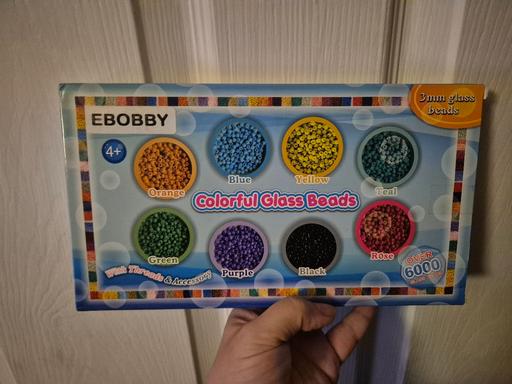 3mm glass
beads
EBOBBY
4+
Orange
Blue
Yellow
Teal
Colorful Glass Beads
Green
Purple
Black
Rose
With Threads & Accessory
OVER
6000